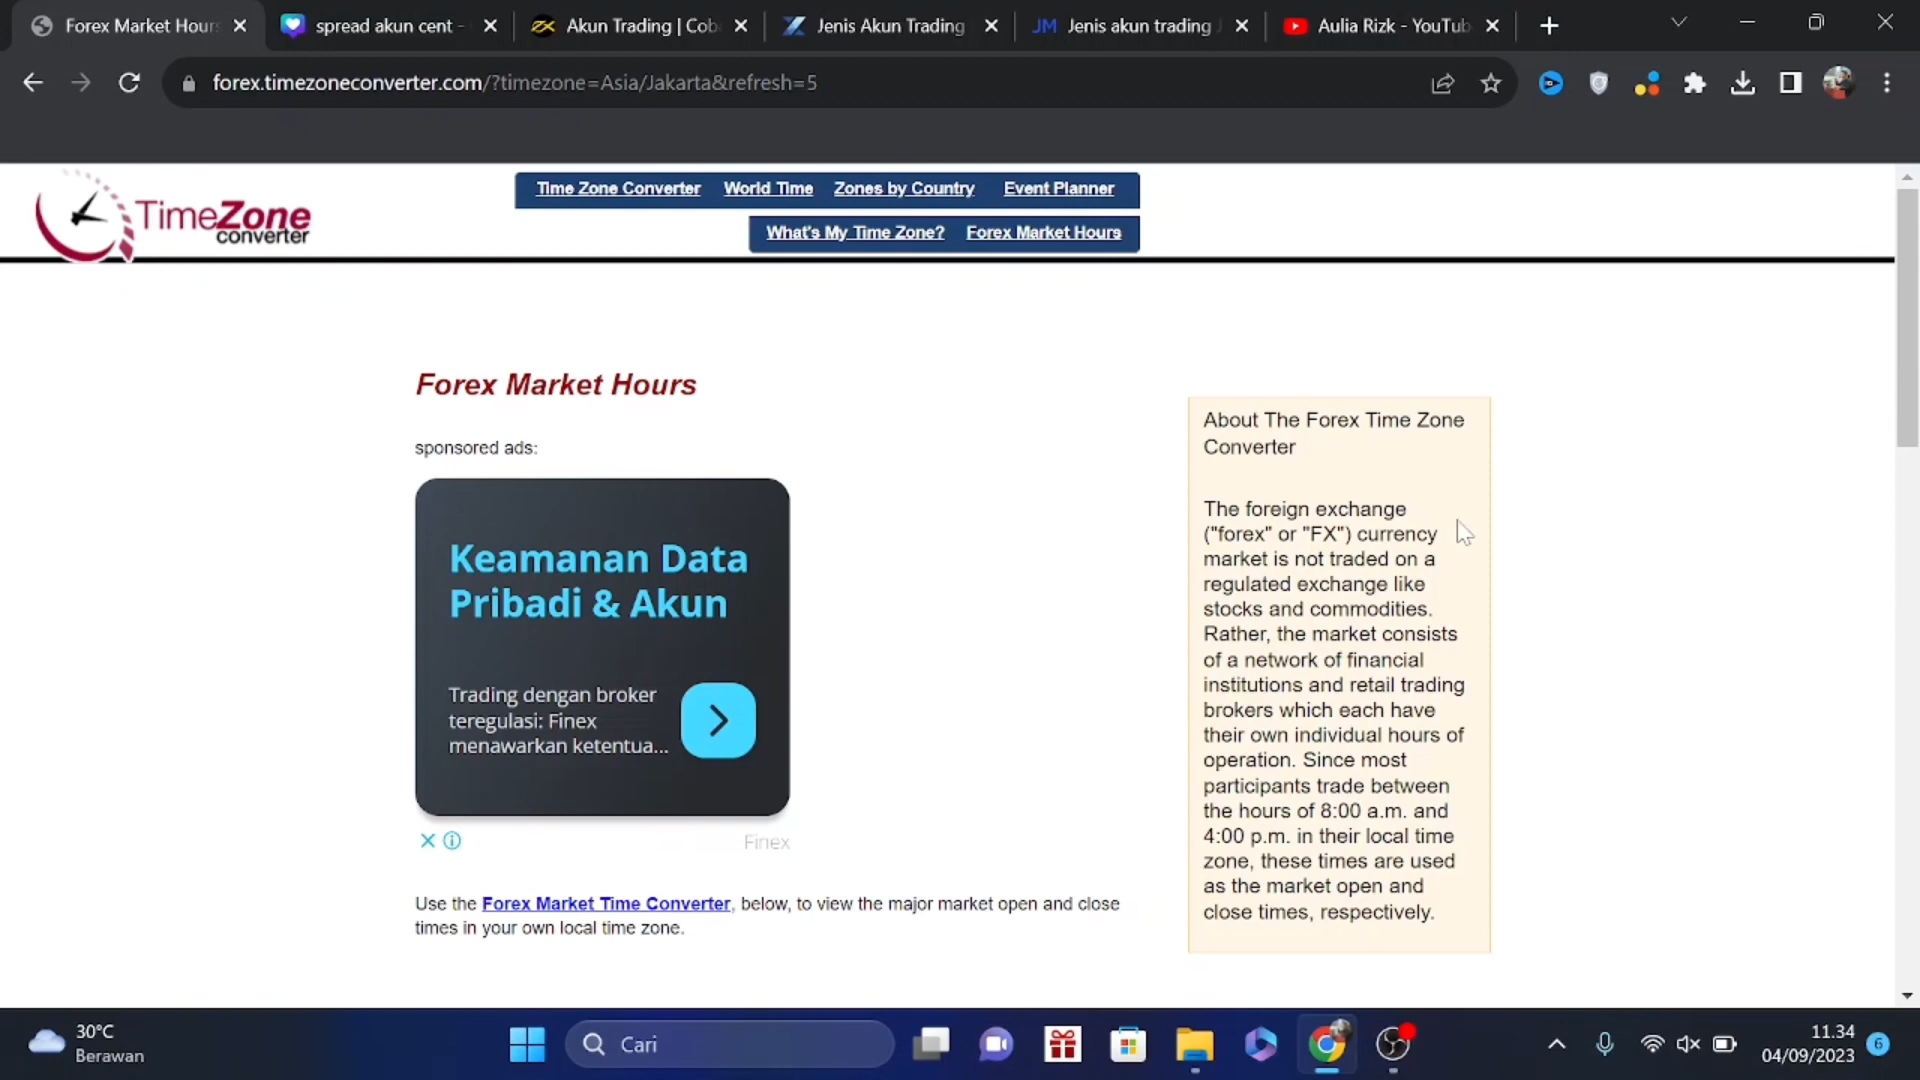 Forex Market Hours
spread akun cent -
Akun Trading | Cob
Jenis Akun Trading
JM Jenis akun trading
Aulia Rizk - YouTub
forex.timezoneconverter.com/?timezone=Asia/Jakarta&refresh=5
TimeZone
converter
Time Zone Converter World Time Zones by Country Event Planner
What's My Time Zone? Forex Market Hours
Forex Market Hours
sponsored ads:
Keamanan Data
Pribadi & Akun
Trading dengan broker
teregulasi: Finex
menawarkan ketentua...
Finex
Use the Forex Market Time Converter, below, to view the major market open and close
times in your own local time zone.
About The Forex Time Zone
Converter
The foreign exchange
("forex" or "FX") currency
market is not traded on a
regulated exchange like
stocks and commodities.
Rather, the market consists
of a network of financial
institutions and retail trading
brokers which each have
their own individual hours of
operation. Since most
participants trade between
the hours of 8:00 a.m. and
4:00 p.m. in their local time
zone, these times are used
as the market open and
close times, respectively.
30°C
Berawan
Cari
11.34
04/09/2023
6